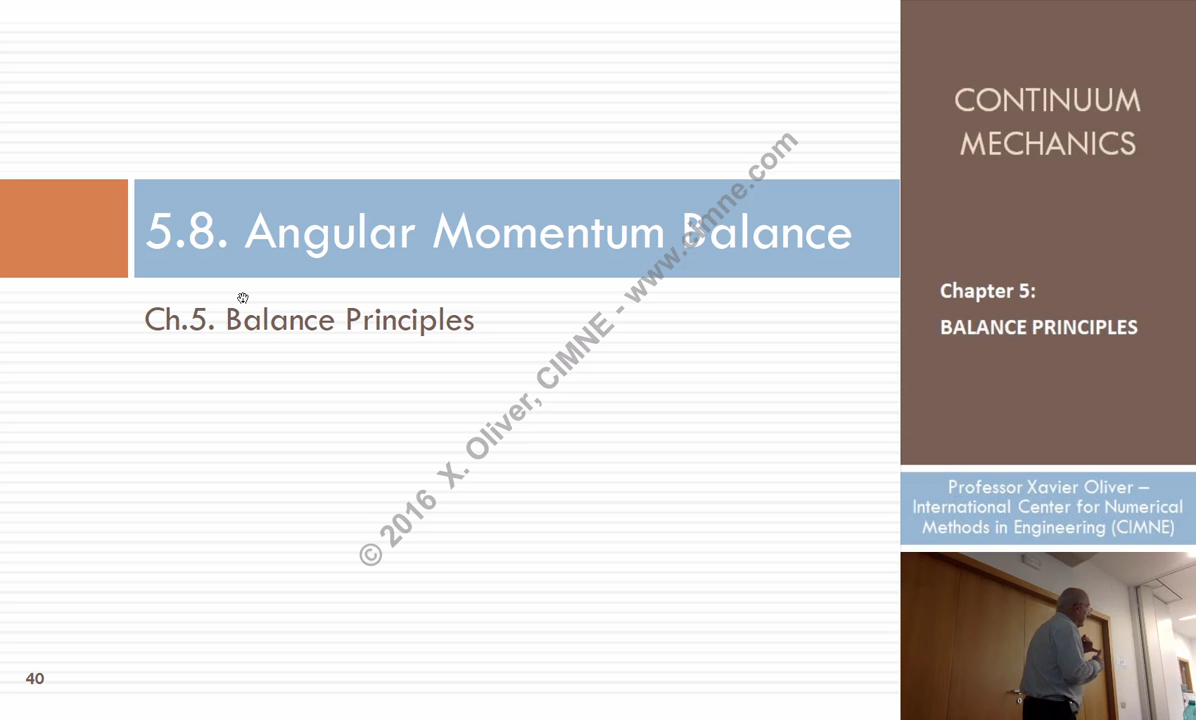 5.8. Angular Momentum Balance
Ch.5. Balance Principles
© 2016 X. Oliver, CIMNE - www.cimne.com
40
CONTINUUM
MECHANICS
Chapter 5:
BALANCE PRINCIPLES
Professor Xavier Oliver –
International Center for Numerical
Methods in Engineering (CIMNE)